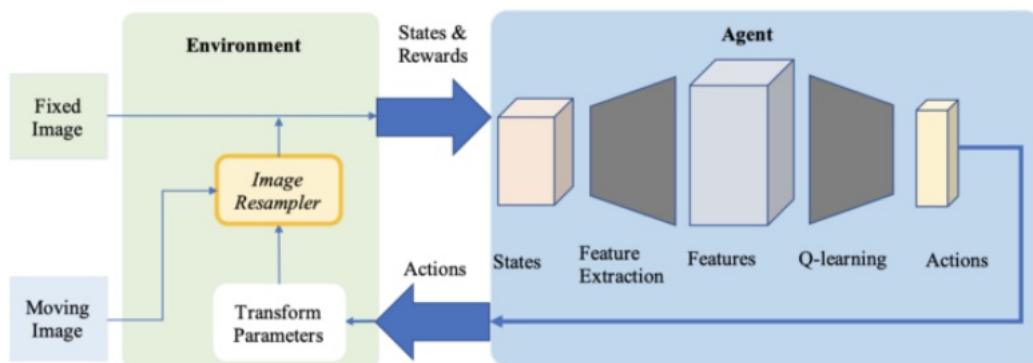 Environment
States &
Rewards
Agent
Fixed
Image
Image
Resampler
Moving
Image
Transform
Parameters
Actions
States
Feature
Extraction
Features
Q-learning
Actions